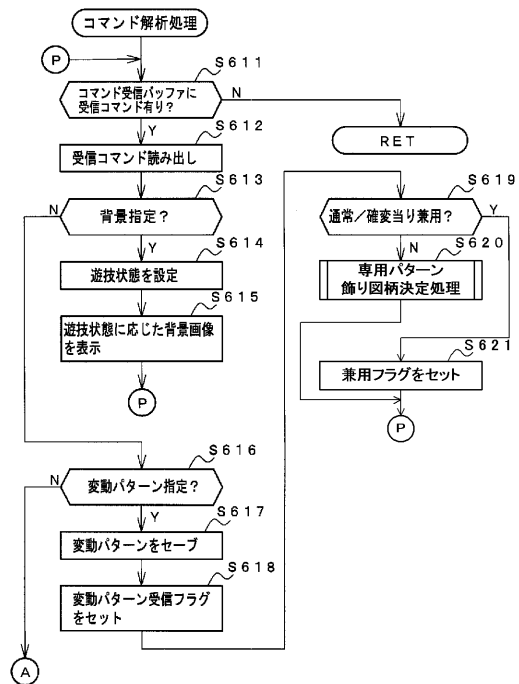 コマンド解析処理
P
S611
コマンド受信バッファに
受信コマンド有り?
N
Y
RET
S612
受信コマンド読み出し
S613
N
背景指定?
Y
S614
遊技状態を設定
S615
遊技状態に応じた背景画像
を表示
P
S616
N
変動パターン指定?
Y
S617
変動パターンをセーブ
S618
変動パターン受信フラグ
をセット
A
S619
通常/確変当り兼用?
Y
N
S620
専用パターン
飾り図柄決定処理
S621
兼用フラグをセット
P